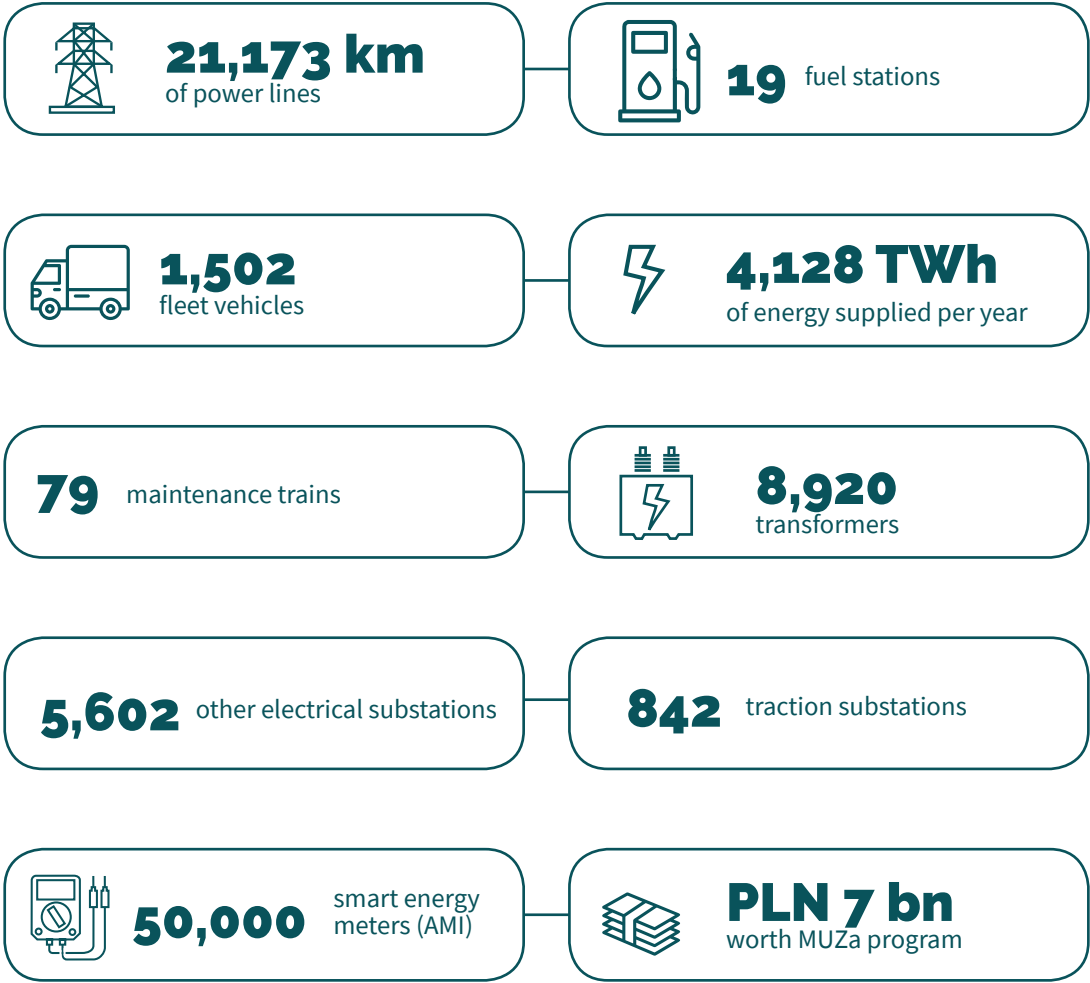 21,173 km
of power lines
19 fuel stations
1,502
fleet vehicles
4,128 TWh
of energy supplied per year
79 maintenance trains
8,920
transformers
5,602 other electrical substations
842 traction substations
50,000
smart energy
meters (AMI)
PLN 7 bn
worth MUZa program